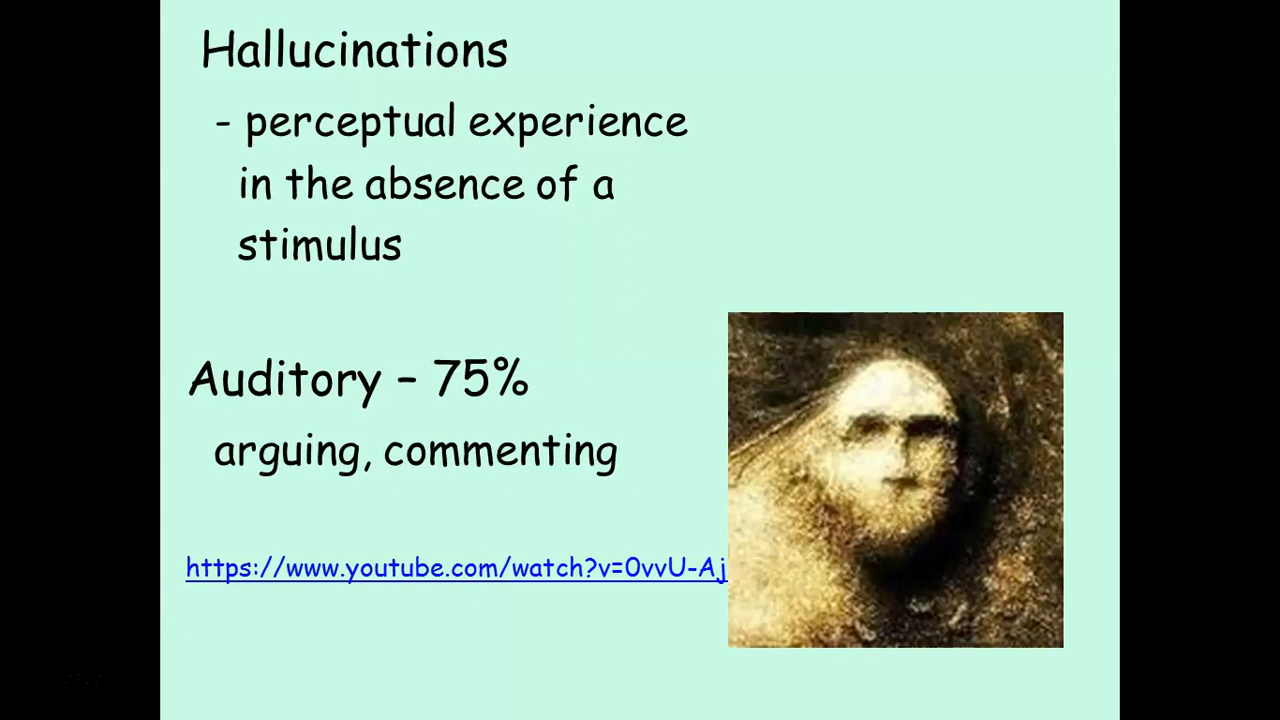 Hallucinations
- perceptual experience
in the absence of a
stimulus
Auditory – 75%
arguing, commenting
https://www.youtube.com/watch?v=0vvU-Aj